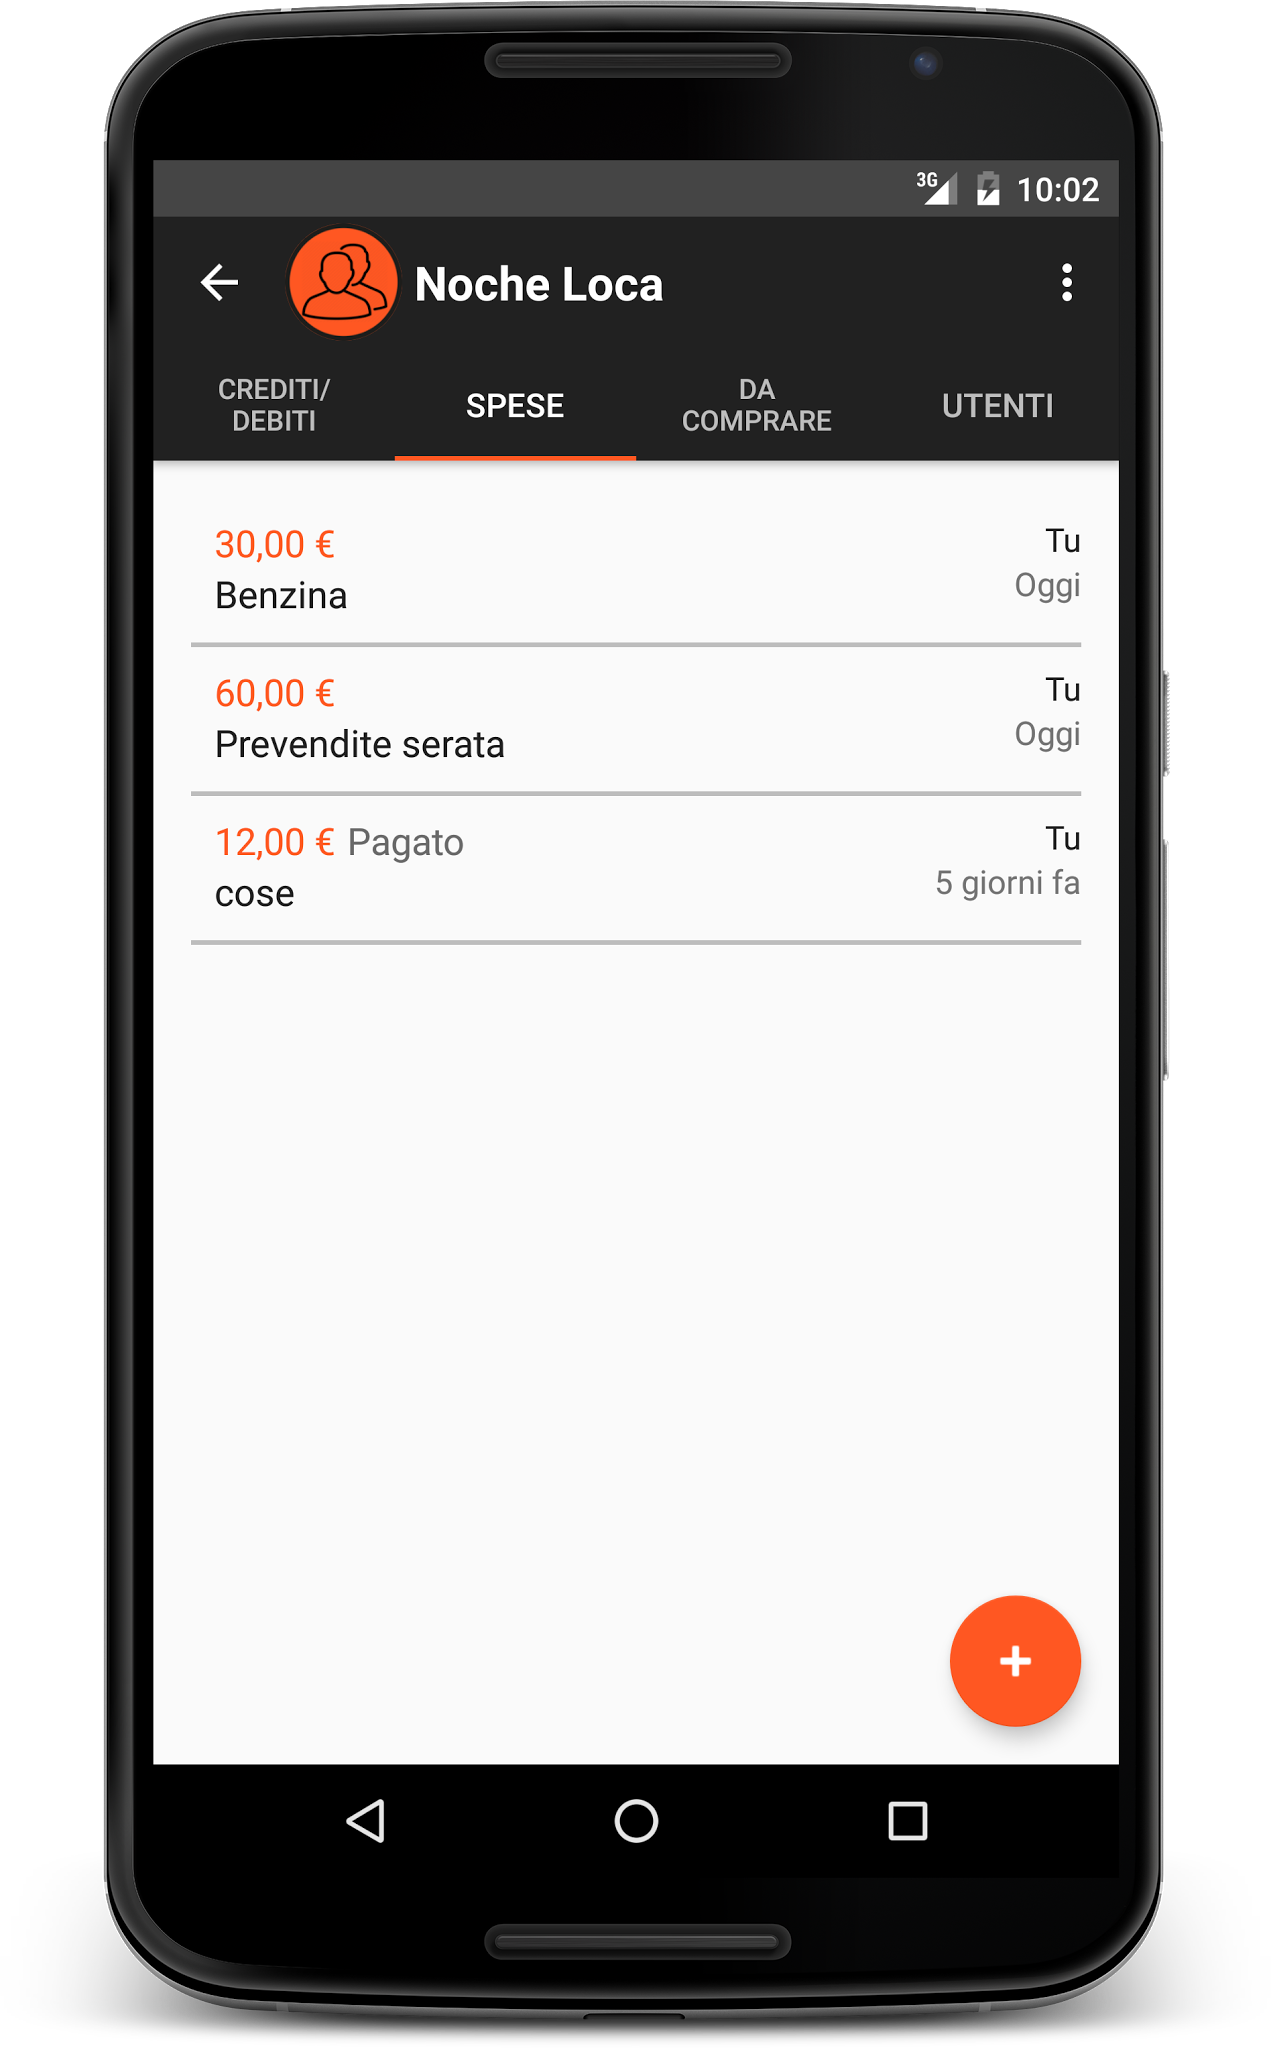 3G 10:02
Noche Loca
CREDITI/
DEBITI
SPESE
DA
COMPRARE
UTENTI
30,00 € Tu
Benzina Oggi
60,00 € Tu
Prevendite serata Oggi
12,00 € Pagato Tu
cose 5 giorni fa